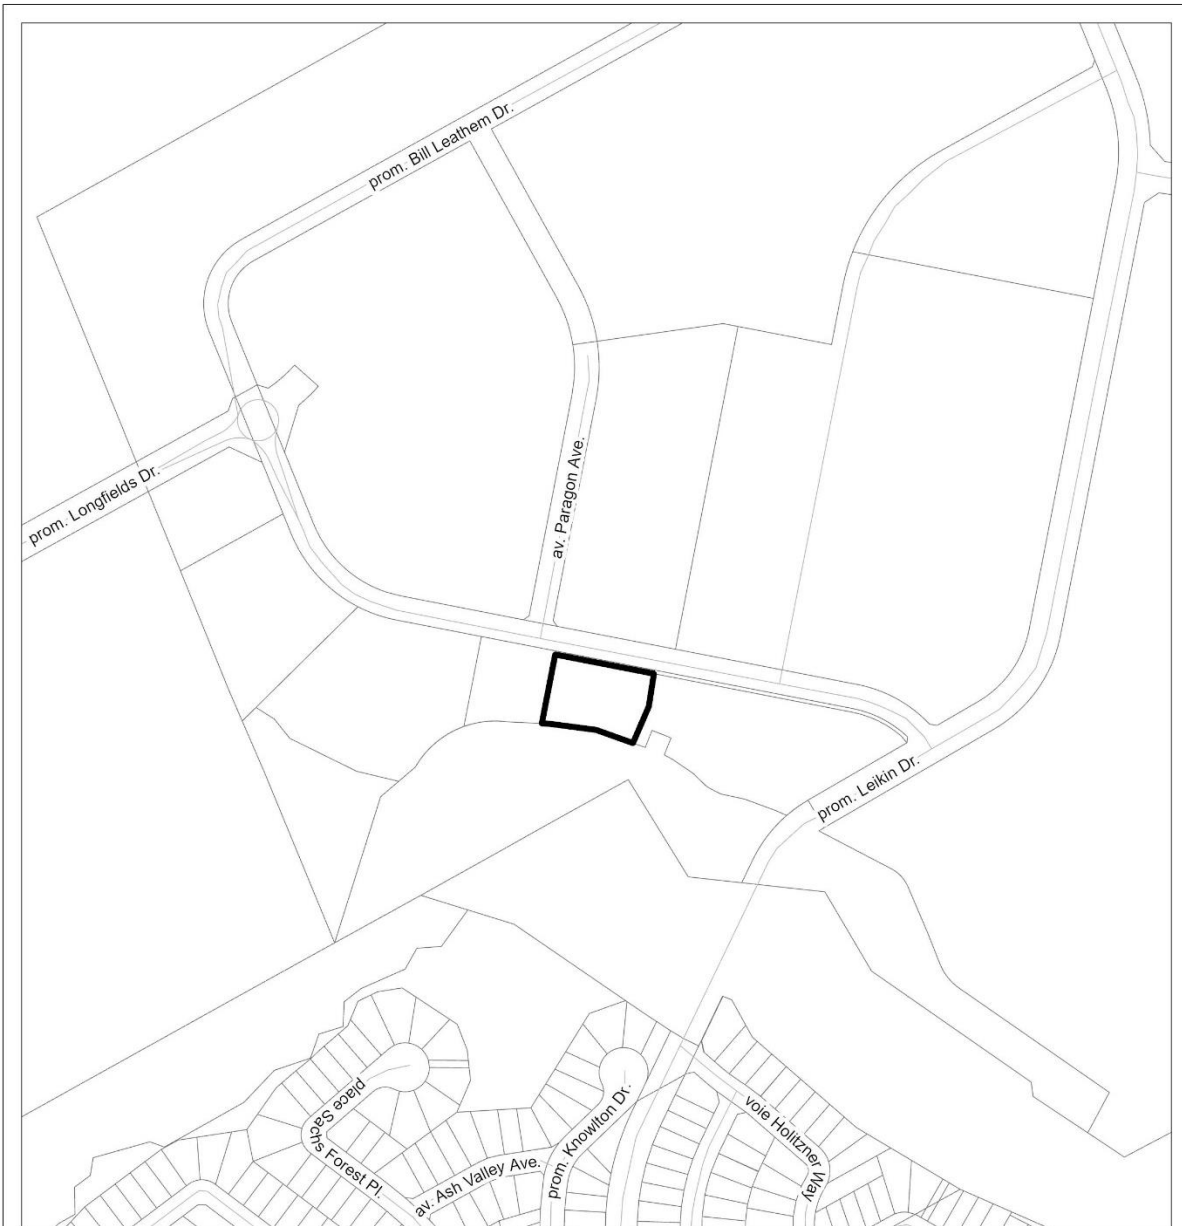 prom. Bill Leathem Dr.
av. Paragon Ave.
prom. Longfields Dr.
prom. Leikin Dr.
place Sachs Forest Pl.
prom. Knowlton Dr.
voie Holitzner Way
av. Ash Valley Ave.